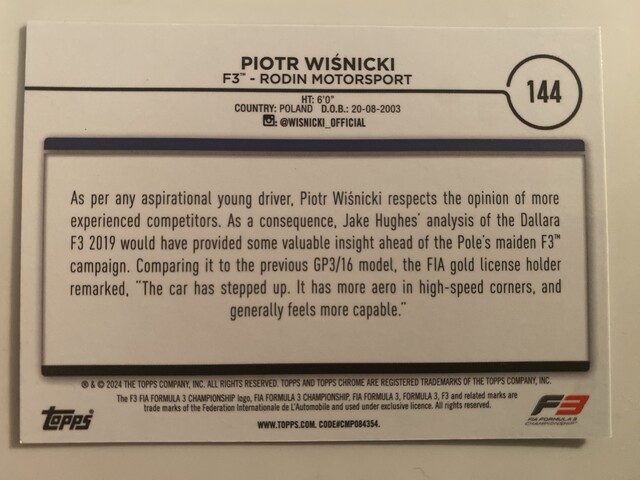 PIOTR WIŚNICKI
F3™ - RODIN MOTORSPORT
144
HT: 6'0"
COUNTRY: POLAND D.O.B.: 20-08-2003
: @WISNICKI_OFFICIAL
As per any aspirational young driver, Piotr Wiśnicki respects the opinion of more
experienced competitors. As a consequence, Jake Hughes' analysis of the Dallara
F3 2019 would have provided some valuable insight ahead of the Pole's maiden F3™
campaign. Comparing it to the previous GP3/16 model, the FIA gold license holder
remarked, "The car has stepped up. It has more aero in high-speed corners, and
generally feels more capable."
® & © 2024 THE TOPPS COMPANY, INC. ALL RIGHTS RESERVED. TOPPS AND TOPPS CHROME ARE REGISTERED TRADEMARKS OF THE TOPPS COMPANY, INC.
The F3 FIA FORMULA 3 CHAMPIONSHIP logo, FIA FORMULA 3 CHAMPIONSHIP, FIA FORMULA 3, FORMULA 3, F3 and related marks are
trade marks of the Federation Internationale de L'Automobile and used under exclusive licence. All rights reserved.
WWW.TOPPS.COM. CODE#CMP084354.
topps
F3
FIA FORMULA 3
CHAMPIONSHIP